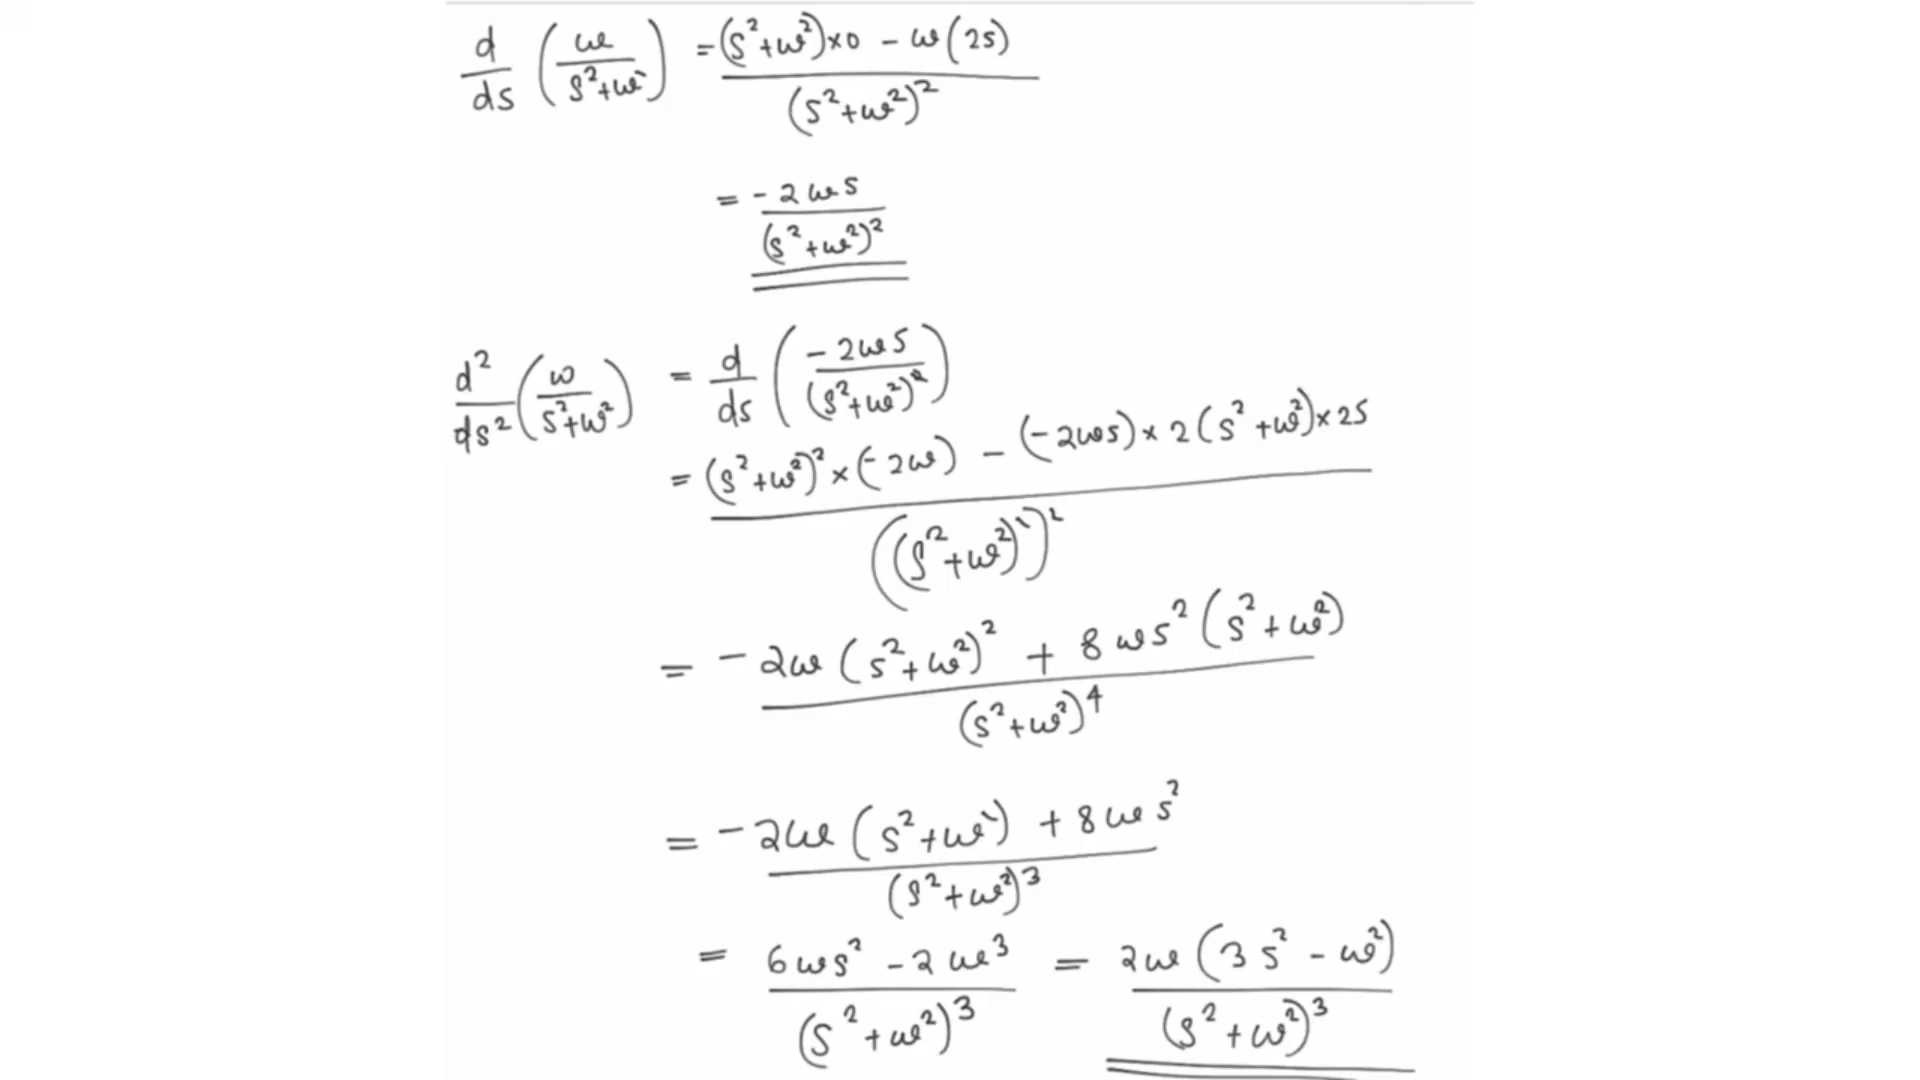 d/ds (ω/(s²+ω²)) = ((s²+ω²)×0 - ω(2s))/(s²+ω²)²
= -2ωs/(s²+ω²)²
d²/ds² (ω/(s²+ω²)) = d/ds (-2ωs/(s²+ω²)²)
= ((s²+ω²)²×(-2ω) - (-2ωs)×2(s²+ω²)×2s)/((s²+ω²)²)²
= (-2ω(s²+ω²)² + 8ωs²(s²+ω²))/(s²+ω²)⁴
= (-2ω(s²+ω²) + 8ωs²)/(s²+ω²)³
= (6ωs² - 2ω³)/(s²+ω²)³ = 2ω(3s² - ω²)/(s²+ω²)³